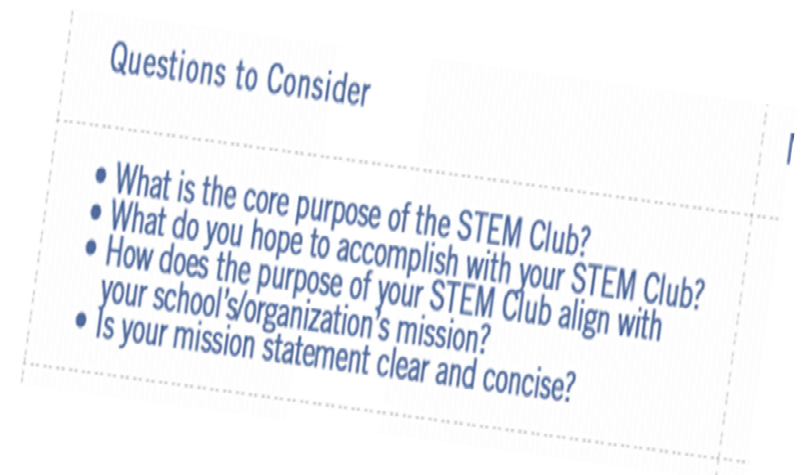 Questions to Consider
• What is the core purpose of the STEM Club?
• What do you hope to accomplish with your STEM Club?
• How does the purpose of your STEM Club align with
your school's/organization's mission?
• Is your mission statement clear and concise?